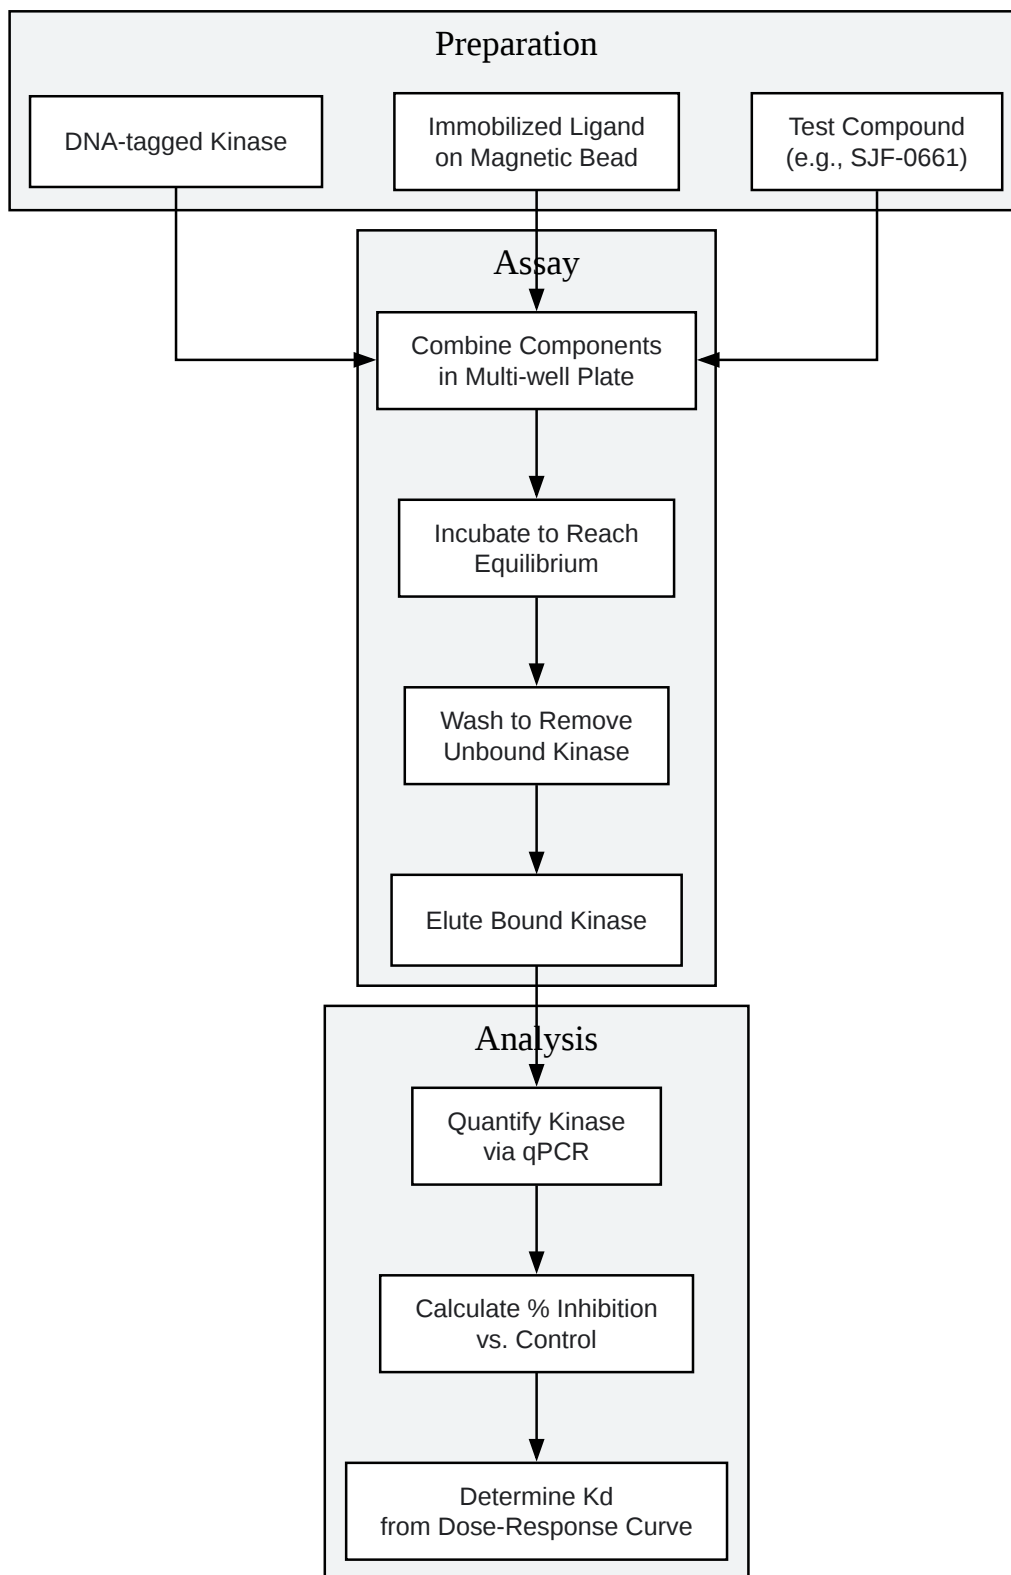 Preparation
DNA-tagged Kinase
Immobilized Ligand
on Magnetic Bead
Test Compound
(e.g., SJF-0661)
Assay
Combine Components
in Multi-well Plate
Incubate to Reach
Equilibrium
Wash to Remove
Unbound Kinase
Elute Bound Kinase
Analysis
Quantify Kinase
via qPCR
Calculate % Inhibition
vs. Control
Determine Kd
from Dose-Response Curve